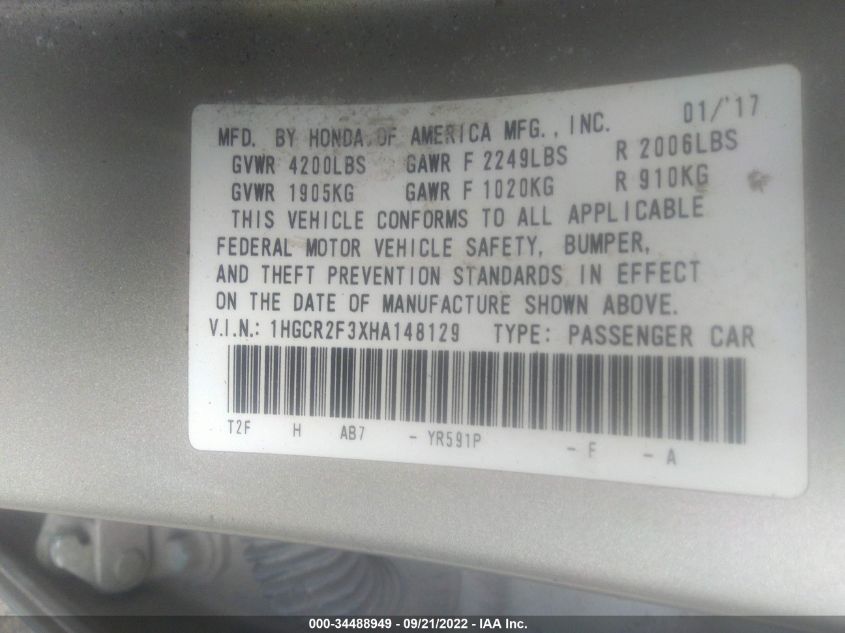 MFD. BY HONDA OF AMERICA MFG., INC. 01/'17
GVWR 4200LBS GAWR F 2249LBS R 2006LBS
GVWR 1905KG GAWR F 1020KG R 910KG
THIS VEHICLE CONFORMS TO ALL APPLICABLE
FEDERAL MOTOR VEHICLE SAFETY, BUMPER,
AND THEFT PREVENTION STANDARDS IN EFFECT
ON THE DATE OF MANUFACTURE SHOWN ABOVE.
V.I.N.: 1HGCR2F3XHA148129 TYPE: PASSENGER CAR
T2F H AB7 - YR591P - F - A
000-34488949 - 09/21/2022 - IAA Inc.